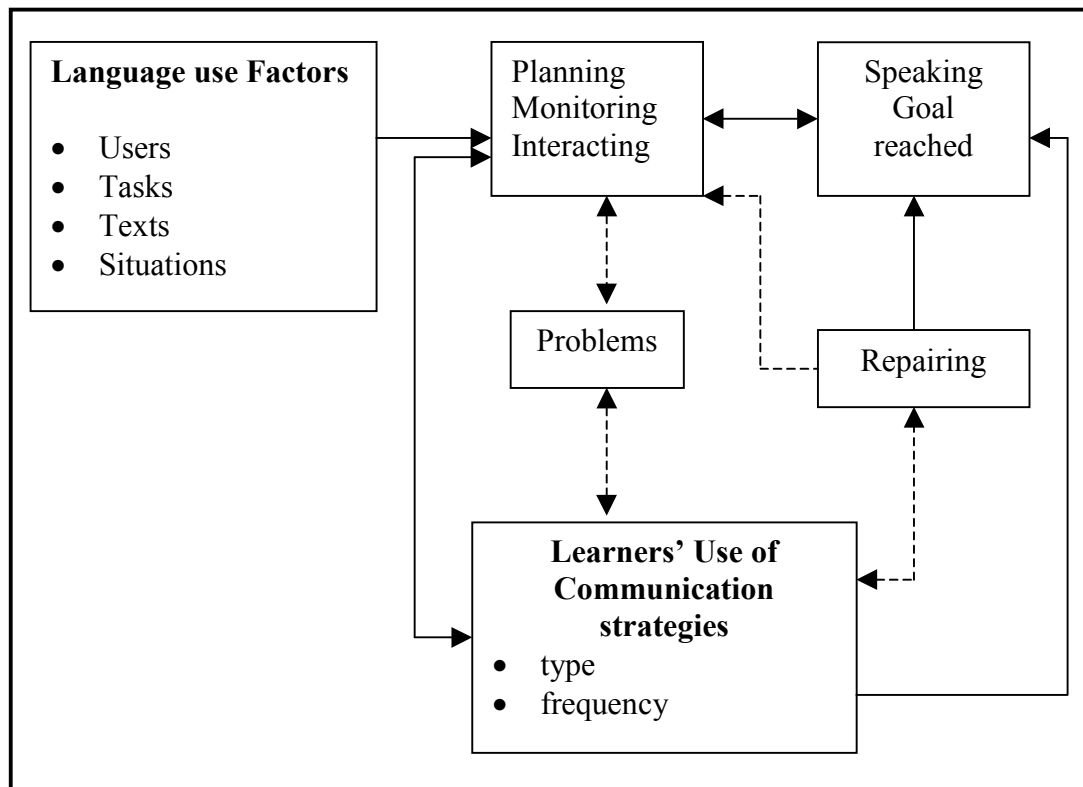 Language use Factors
• Users
• Tasks
• Texts
• Situations
Planning
Monitoring
Interacting
Speaking
Goal
reached
Problems
Repairing
Learners’ Use of
Communication
strategies
• type
• frequency